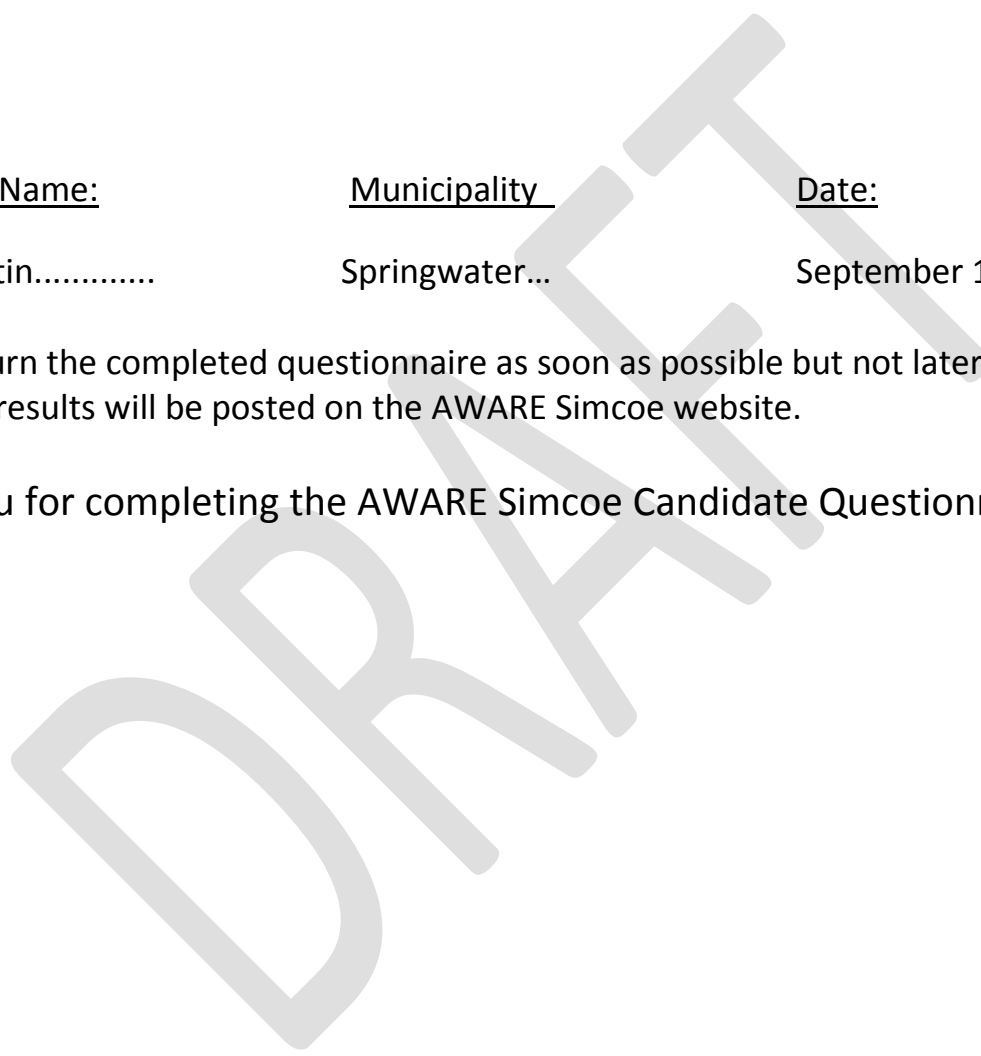 Name: Municipality Date:
tin............. Springwater… September 1
urn the completed questionnaire as soon as possible but not later
results will be posted on the AWARE Simcoe website.
u for completing the AWARE Simcoe Candidate Question
DRAFT